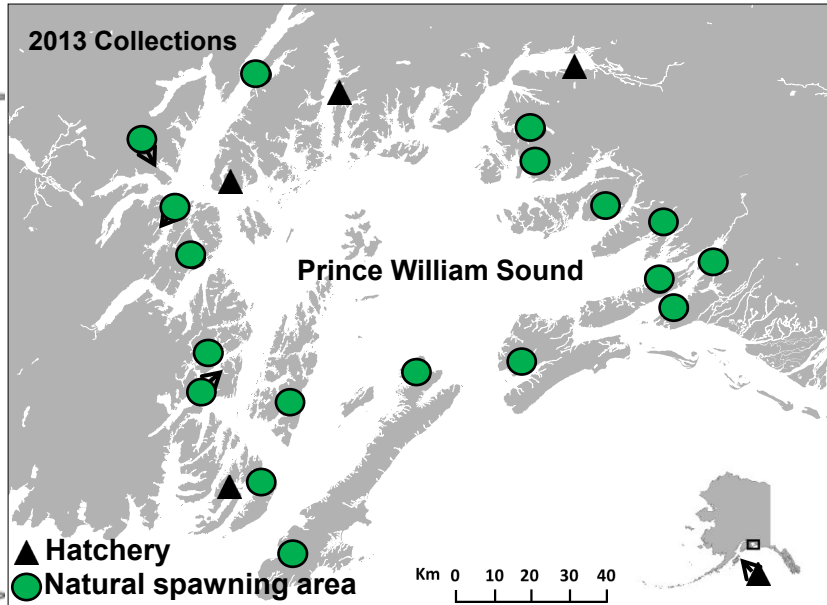 2013 Collections
Prince William Sound
Hatchery
Natural spawning area
Km 0 10 20 30 40